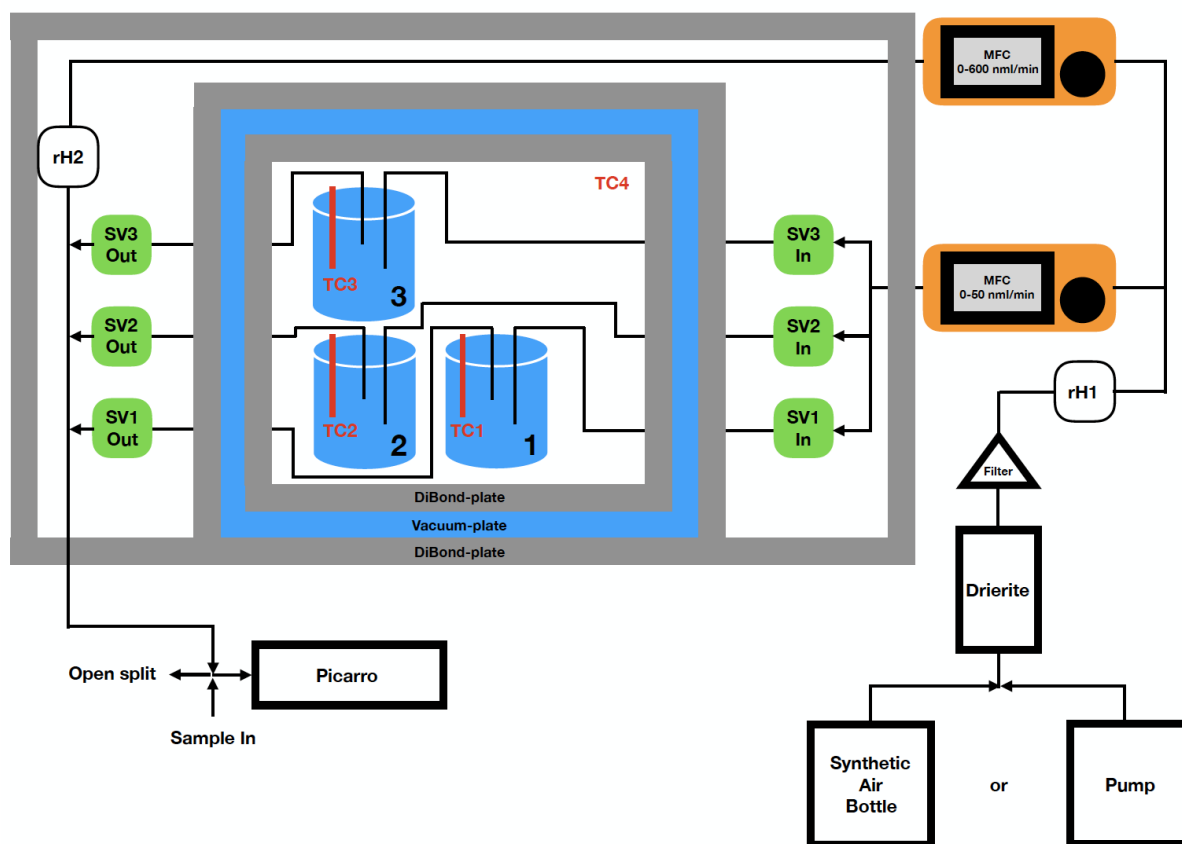 MFC
0-600 nml/min
rH2
TC4
SV3
Out
TC3
3
SV3
In
MFC
0-50 nml/min
SV2
Out
SV2
In
SV1
Out
TC2
2
TC1
1
SV1
In
rH1
Filter
DiBond-plate
Vacuum-plate
DiBond-plate
Drierite
Open split
Picarro
Sample In
Synthetic
Air
Bottle
or
Pump